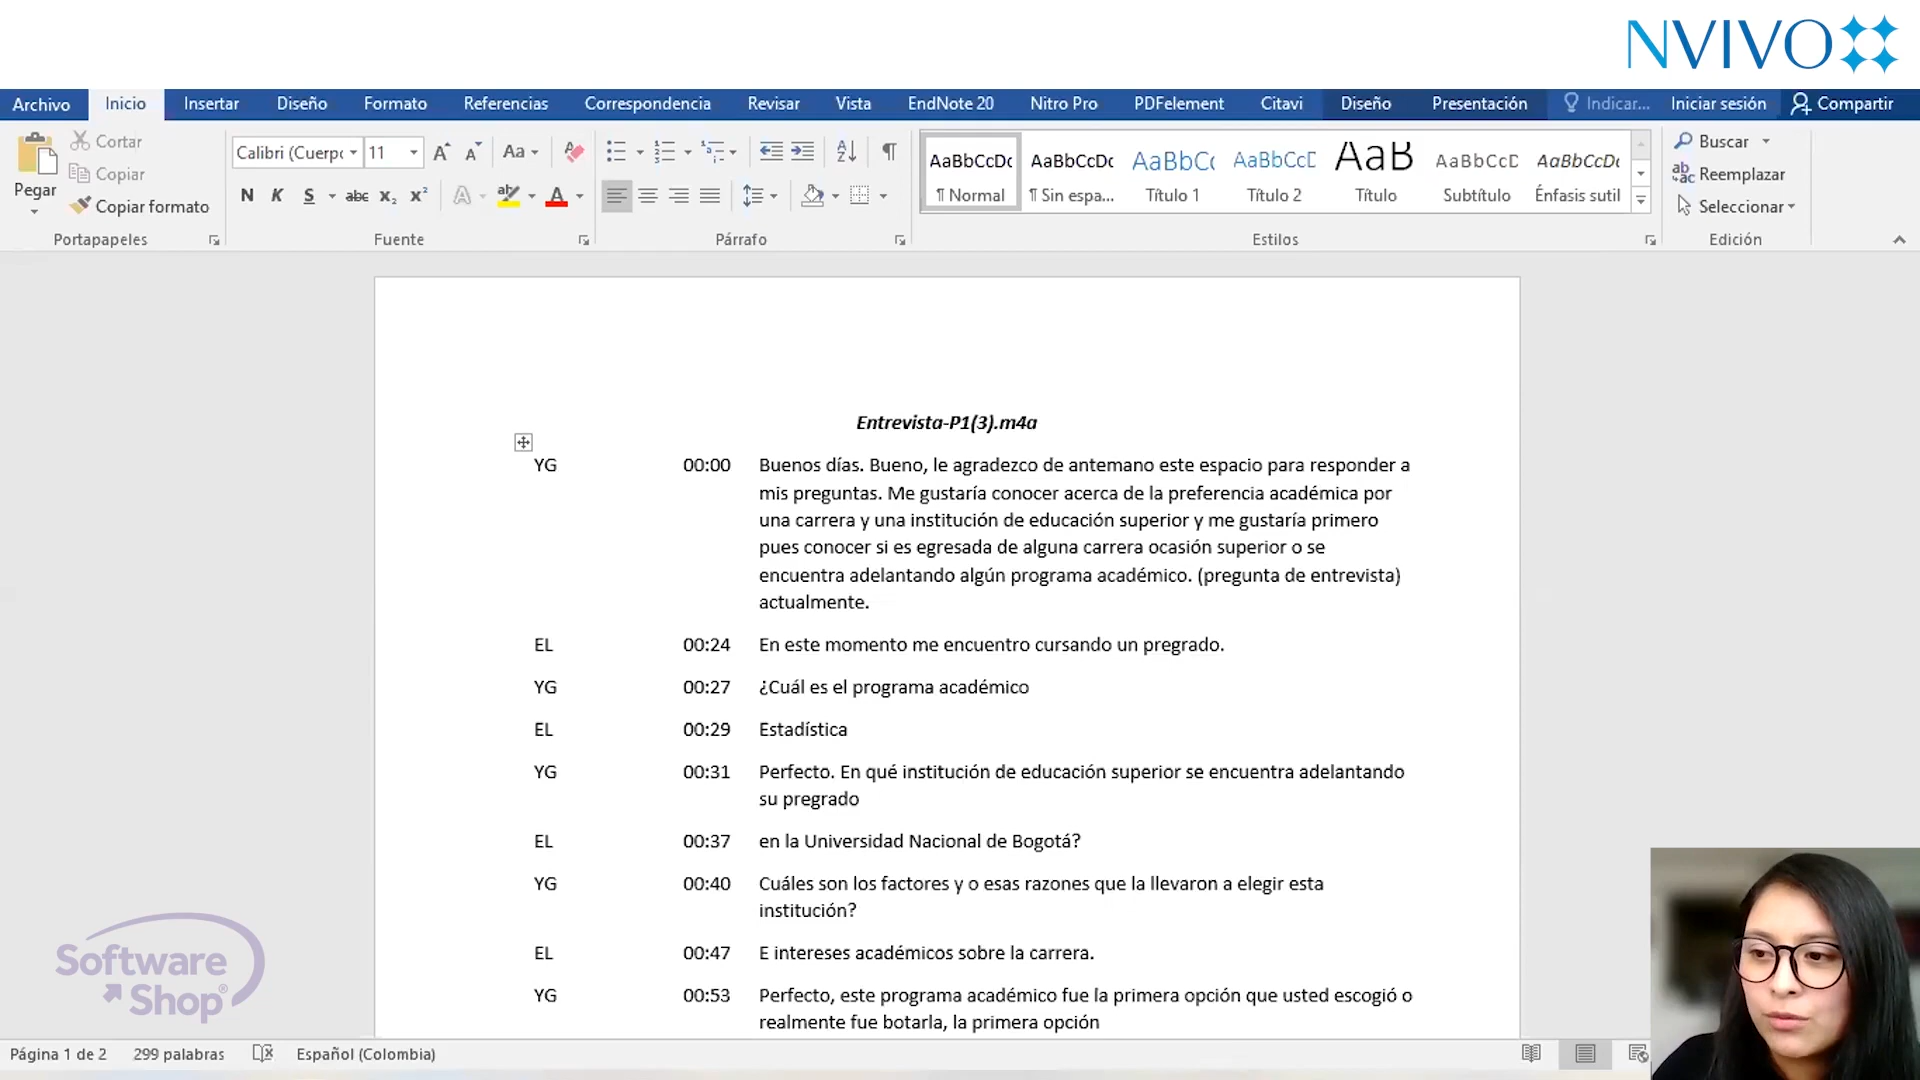 NVIVO
Archivo Inicio Insertar Diseño Formato Referencias Correspondencia Revisar Vista EndNote 20 Nitro Pro PDFelement Citavi Diseño Presentación Indicar... Iniciar sesión Compartir
Pegar
Cortar
Copiar
Copiar formato
Portapapeles
Calibri (Cuerpo 11
N K S abc x₂ x²
Fuente
Párrafo
AaBbCcDc AaBbCcDc AaBbC AaBbCcC AaB AaBbCcD AaBbCcDc
¶ Normal ¶ Sin espa... Título 1 Título 2 Título Subtítulo Énfasis sutil
Estilos
Buscar
Reemplazar
Seleccionar
Edición
Entrevista-P1(3).m4a
YG 00:00 Buenos días. Bueno, le agradezco de antemano este espacio para responder a
mis preguntas. Me gustaría conocer acerca de la preferencia académica por
una carrera y una institución de educación superior y me gustaría primero
pues conocer si es egresada de alguna carrera ocasión superior o se
encuentra adelantando algún programa académico. (pregunta de entrevista)
actualmente.
EL 00:24 En este momento me encuentro cursando un pregrado.
YG 00:27 ¿Cuál es el programa académico
EL 00:29 Estadística
YG 00:31 Perfecto. En qué institución de educación superior se encuentra adelantando
su pregrado
EL 00:37 en la Universidad Nacional de Bogotá?
YG 00:40 Cuáles son los factores y o esas razones que la llevaron a elegir esta
institución?
EL 00:47 E intereses académicos sobre la carrera.
YG 00:53 Perfecto, este programa académico fue la primera opción que usted escogió o
realmente fue botarla, la primera opción
Software
Shop®
Página 1 de 2 299 palabras Español (Colombia)